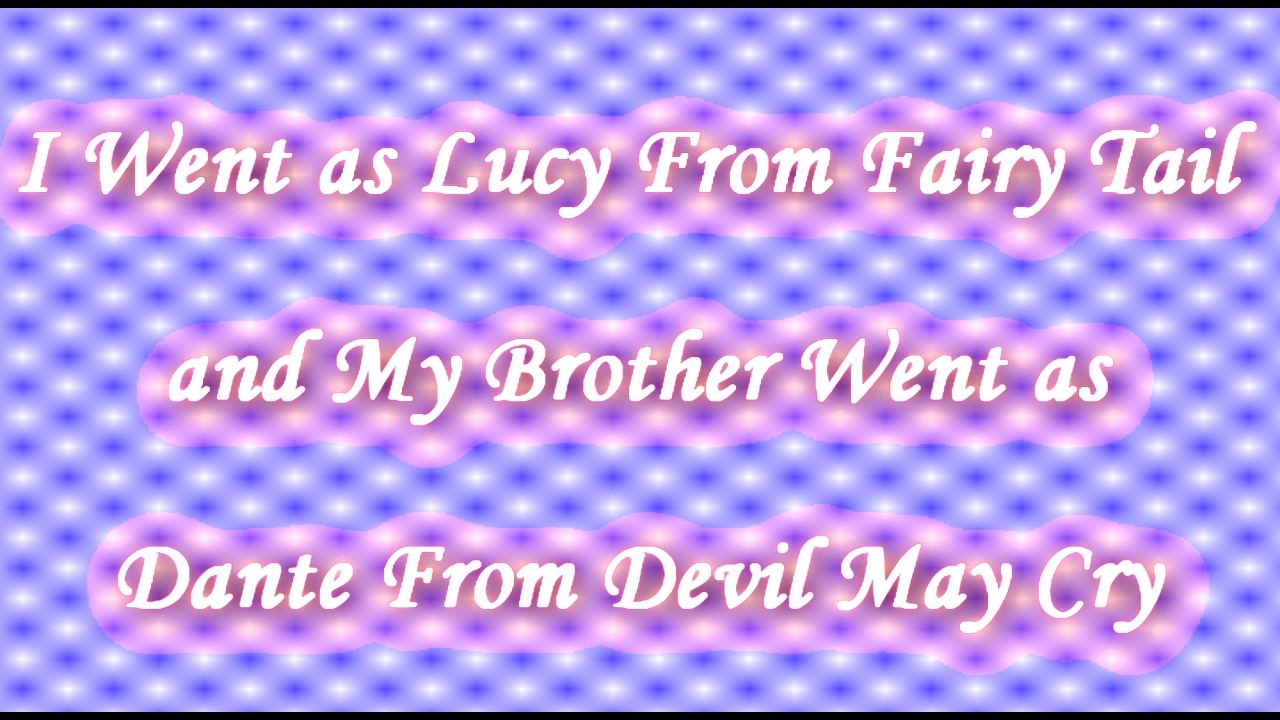 I Went as Lucy From Fairy Tail
and My Brother Went as
Dante From Devil May Cry